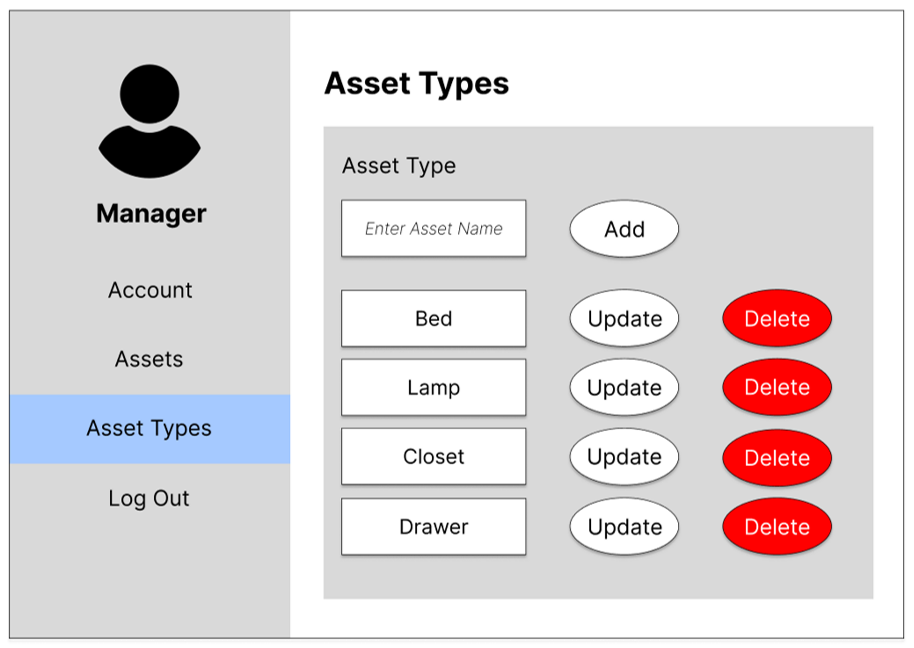 Manager
Account
Assets
Asset Types
Log Out
Asset Types
Asset Type
Enter Asset Name
Add
Bed
Update
Delete
Lamp
Update
Delete
Closet
Update
Delete
Drawer
Update
Delete